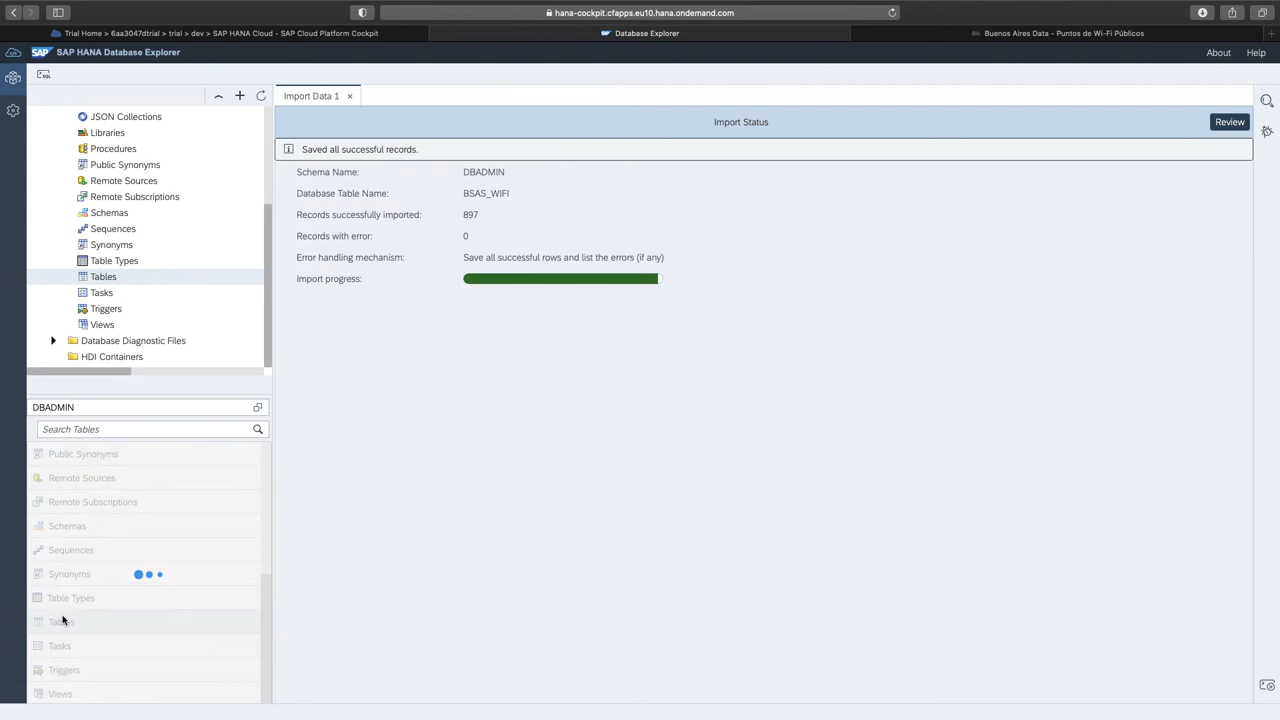 hana-cockpit.cfapps.eu10.hana.ondemand.com
Trial Home > 6aa3047dtrial > trial > dev > SAP HANA Cloud - SAP Cloud Platform Cockpit
Database Explorer
Buenos Aires Data - Puntos de Wi-Fi Públicos
SAP SAP HANA Database Explorer
About
Help
SQL
Import Data 1
JSON Collections
Libraries
Procedures
Public Synonyms
Remote Sources
Remote Subscriptions
Schemas
Sequences
Synonyms
Table Types
Tables
Tasks
Triggers
Views
Database Diagnostic Files
HDI Containers
Import Status
Review
Saved all successful records.
Schema Name: DBADMIN
Database Table Name: BSAS_WIFI
Records successfully imported: 897
Records with error: 0
Error handling mechanism: Save all successful rows and list the errors (if any)
Import progress:
DBADMIN
Search Tables
Public Synonyms
Remote Sources
Remote Subscriptions
Schemas
Sequences
Synonyms
Table Types
Tables
Tasks
Triggers
Views